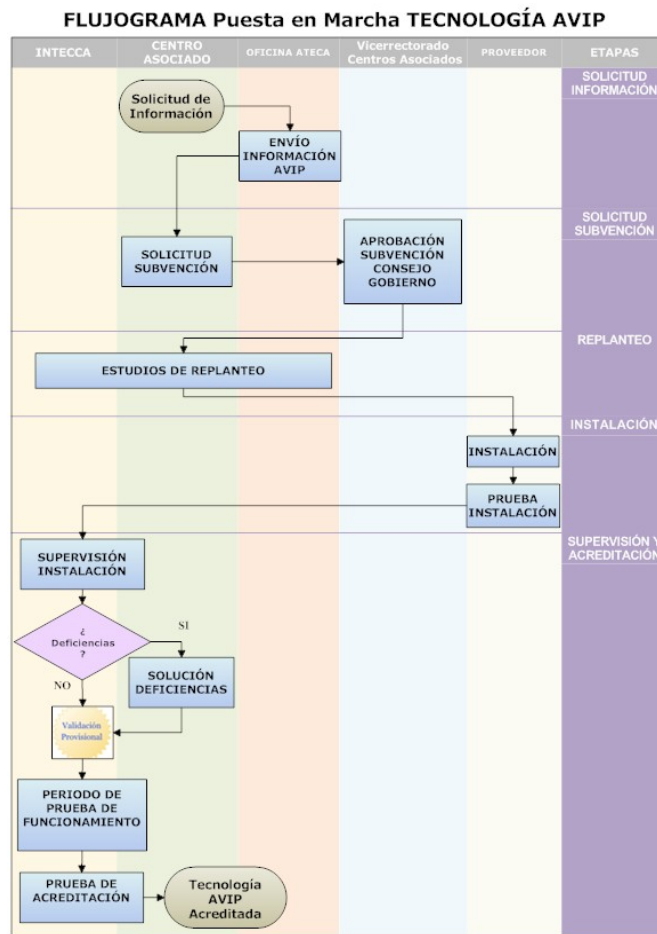 FLUJOGRAMA Puesta en Marcha TECNOLOGÍA AVIP
INTECCA
CENTRO
ASOCIADO
OFICINA ATECA
Vicerrectorado
Centros Asociados
PROVEEDOR
ETAPAS
SOLICITUD
INFORMACIÓN
Solicitud de
Información
ENVÍO
INFORMACIÓN
AVIP
SOLICITUD
SUBVENCIÓN
SOLICITUD
SUBVENCIÓN
APROBACIÓN
SUBVENCIÓN
CONSEJO
GOBIERNO
REPLANTEO
ESTUDIOS DE REPLANTEO
INSTALACIÓN
INSTALACIÓN
PRUEBA
INSTALACIÓN
SUPERVISIÓN Y
ACREDITACIÓN
SUPERVISIÓN
INSTALACIÓN
¿
Deficiencias
?
SI
SOLUCIÓN
DEFICIENCIAS
NO
Validación
Provisional
PERIODO DE
PRUEBA DE
FUNCIONAMIENTO
PRUEBA DE
ACREDITACIÓN
Tecnología
AVIP
Acreditada